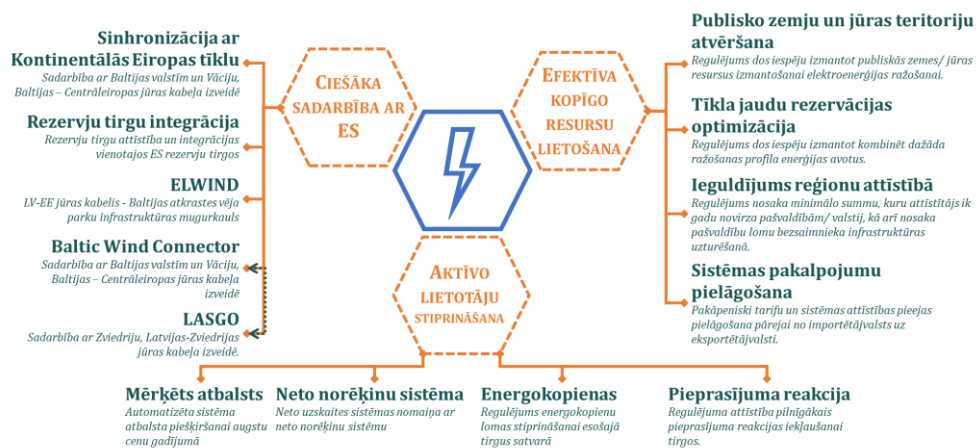 Sinhronizācija ar
Kontinentālās Eiropas tīklu
Sadarbība ar Baltijas valstīm un Vāciju,
Baltijas – Centrāleiropas jūras kabeļa izveidē
Rezervju tirgu integrācija
Rezervju tirgu attīstība un integrācijas
vienotajos ES rezervju tirgos
ELWIND
LV-EE jūras kabelis - Baltijas atkrastes vēja
parku infrastruktūras mugurkauls
Baltic Wind Connector
Sadarbība ar Baltijas valstīm un Vāciju,
Baltijas – Centrāleiropas jūras kabeļa
izveidē
LASGO
Sadarbība ar Zviedriju, Latvijas-Zviedrijas
jūras kabeļa izveidē.
CIEŠĀKA
SADARBĪBA AR
ES
EFEKTĪVA
KOPĪGO
RESURSU
LIETOŠANA
AKTĪVO
LIETOTĀJU
STIPRINĀŠANA
Publisko zemju un jūras teritoriju
atvēršana
Regulējums dos iespēju izmantot publiskās zemes/ jūras
resursus izmantošanai elektroenerģijas ražošanai.
Tīkla jaudu rezervācijas
optimizācija
Regulējums dos iespēju izmantot kombinēt dažāda
ražošanas profila enerģijas avotus.
Ieguldījums reģionu attīstībā
Regulējums nosaka minimālo summu, kuru attīstītājs ik
gadu novirza pašvaldībām/ valstij, kā arī nosaka
pašvaldību lomu bezsaimnieka infrastruktūras
uzturēšanā.
Sistēmas pakalpojumu
pielāgošana
Pakāpeniski tarifu un sistēmas attīstības pieejas
pielāgošana pārejai no importētājvalsts uz
eksportētājvalsti.
Mērķēts atbalsts
Automatizēta sistēma
atbalsta piešķiršanai augstu
cenu gadījumā
Neto norēķinu sistēma
Neto uzskaites sistēmas nomaiņa ar
neto norēķinu sistēmu
Energokopienas
Regulējums energokopienu
lomas stiprināšanai esošajā
tirgus satvarā
Pieprasījuma reakcija
Regulējuma attīstība pilnīgākais
pieprasījuma reakcijas iekļaušanai
tirgos.